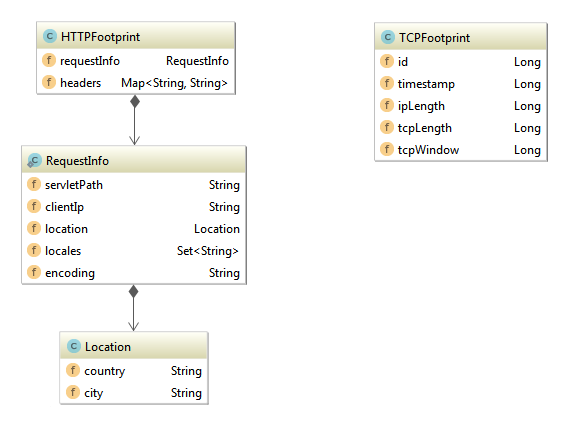 HTTPFootprint
requestInfo RequestInfo
headers Map<String, String>
RequestInfo
servletPath String
clientIp String
location Location
locales Set<String>
encoding String
Location
country String
city String
TCPFootprint
id Long
timestamp Long
ipLength Long
tcpLength Long
tcpWindow Long